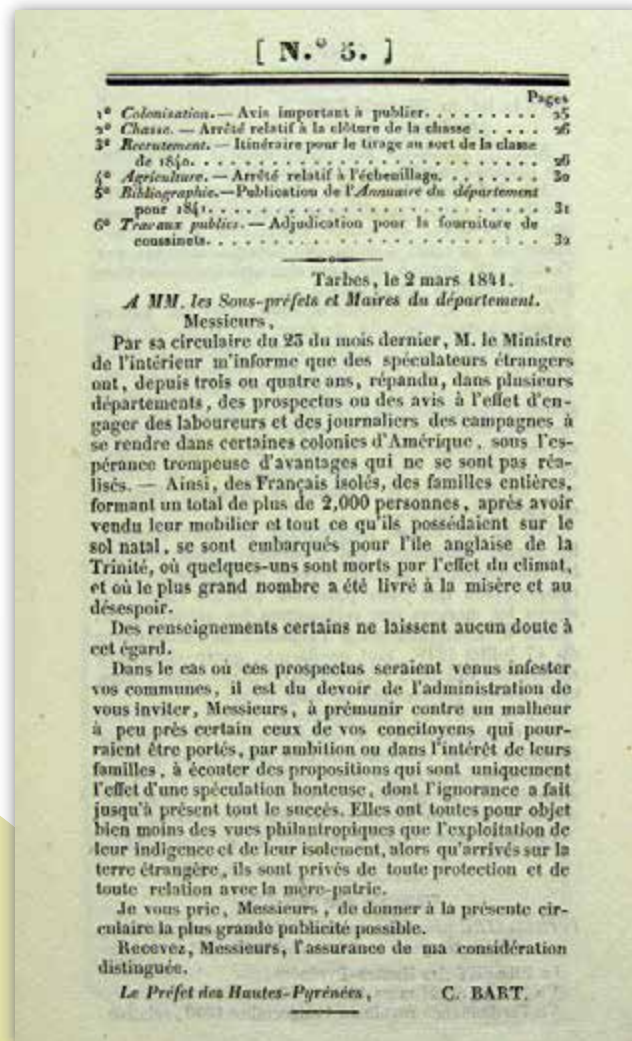 [ N.° 5. ]
Pages
1° Colonisation. — Avis important à publier. . . . . . . . . 25
2° Chasse. — Arrêté relatif à la clôture de la chasse . . . . . 26
3° Recrutement. — Itinéraire pour le tirage au sort de la classe
de 1840. . . . . . . . . . . . . . . . . . . . . . . . . . 26
4° Agriculture. — Arrêté relatif à l'échenillage. . . . . . . . 30
5° Bibliographie. — Publication de l'Annuaire du département
pour 1841. . . . . . . . . . . . . . . . . . . . . . . . . 31
6° Travaux publics. — Adjudication pour la fourniture de
coussinets. . . . . . . . . . . . . . . . . . . . . . . . . 32
Tarbes, le 2 mars 1841.
A MM. les Sous-préfets et Maires du département.
Messieurs,
Par sa circulaire du 23 du mois dernier, M. le Ministre
de l'intérieur m'informe que des spéculateurs étrangers
ont, depuis trois ou quatre ans, répandu, dans plusieurs
départements, des prospectus ou des avis à l'effet d'en-
gager des laboureurs et des journaliers des campagnes à
se rendre dans certaines colonies d'Amérique, sous l'es-
pérance trompeuse d'avantages qui ne se sont pas réa-
lisés. — Ainsi, des Français isolés, des familles entières,
formant un total de plus de 2,000 personnes, après avoir
vendu leur mobilier et tout ce qu'ils possédaient sur le
sol natal, se sont embarqués pour l'île anglaise de la
Trinité, où quelques-uns sont morts par l'effet du climat,
et où le plus grand nombre a été livré à la misère et au
désespoir.
Des renseignements certains ne laissent aucun doute à
cet égard.
Dans le cas où ces prospectus seraient venus infester
vos communes, il est du devoir de l'administration de
vous inviter, Messieurs, à prémunir contre un malheur
à peu près certain ceux de vos concitoyens qui pour-
raient être portés, par ambition ou dans l'intérêt de leurs
familles, à écouter des propositions qui sont uniquement
l'effet d'une spéculation honteuse, dont l'ignorance a fait
jusqu'à présent tout le succès. Elles ont toutes pour objet
bien moins des vues philantropiques que l'exploitation de
leur indigence et de leur isolement, alors qu'arrivés sur la
terre étrangère, ils sont privés de toute protection et de
toute relation avec la mère-patrie.
Je vous prie, Messieurs, de donner à la présente cir-
culaire la plus grande publicité possible.
Recevez, Messieurs, l'assurance de ma considération
distinguée.
Le Préfet des Hautes-Pyrénées, C. BART.